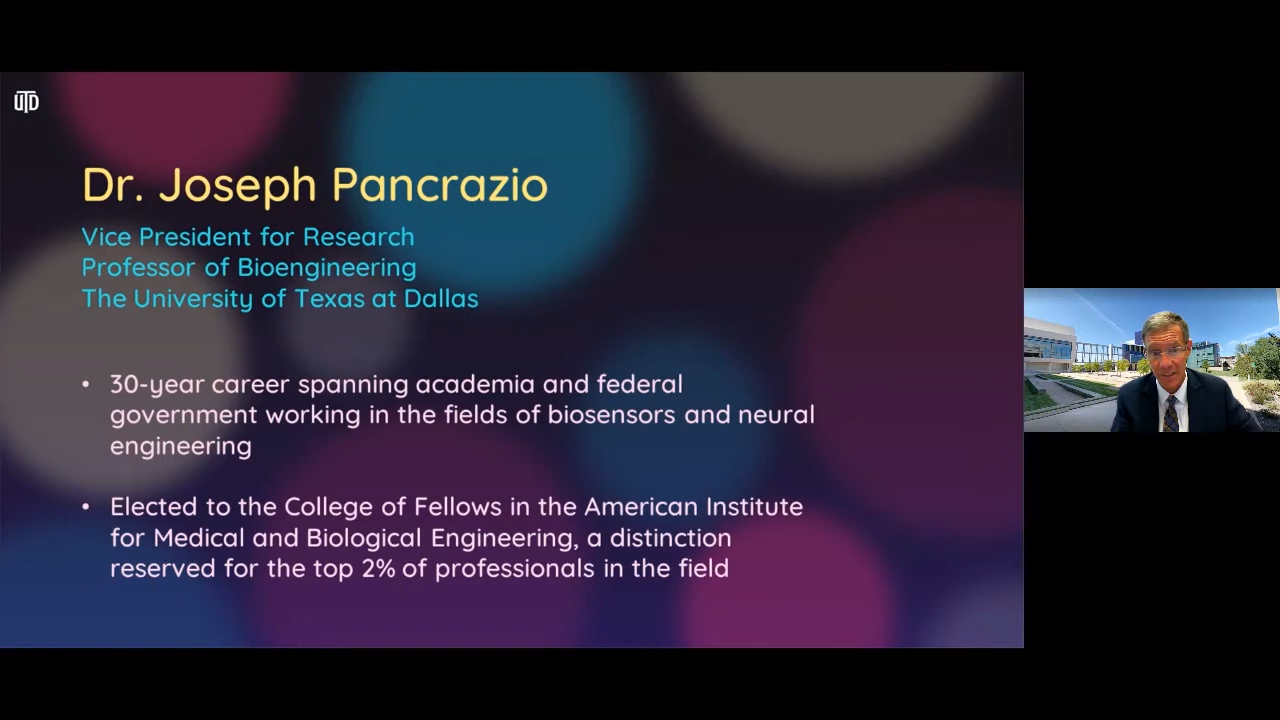 UTD
Dr. Joseph Pancrazio
Vice President for Research
Professor of Bioengineering
The University of Texas at Dallas
• 30-year career spanning academia and federal
government working in the fields of biosensors and neural
engineering
• Elected to the College of Fellows in the American Institute
for Medical and Biological Engineering, a distinction
reserved for the top 2% of professionals in the field